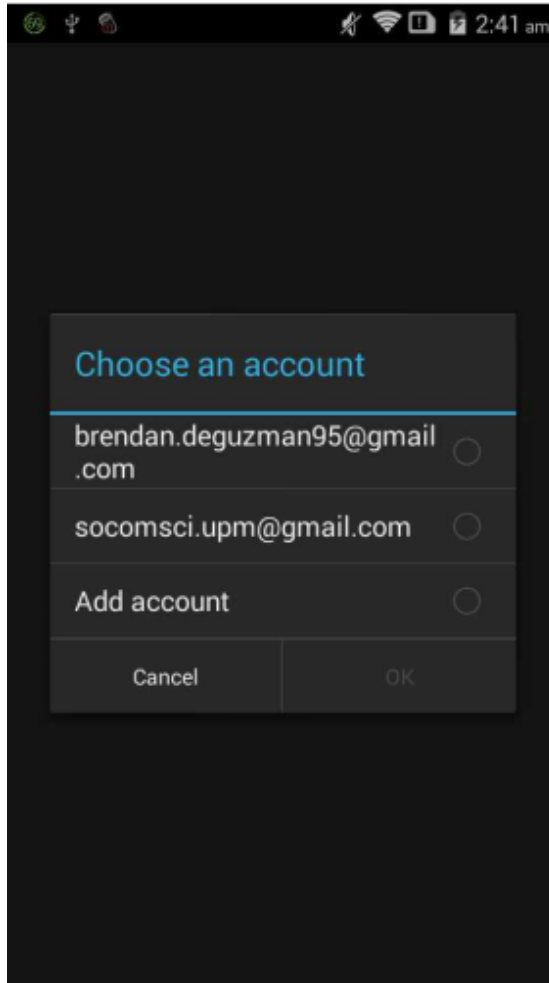 2:41 am
Choose an account
brendan.deguzman95@gmail
.com
socomsci.upm@gmail.com
Add account
Cancel
OK